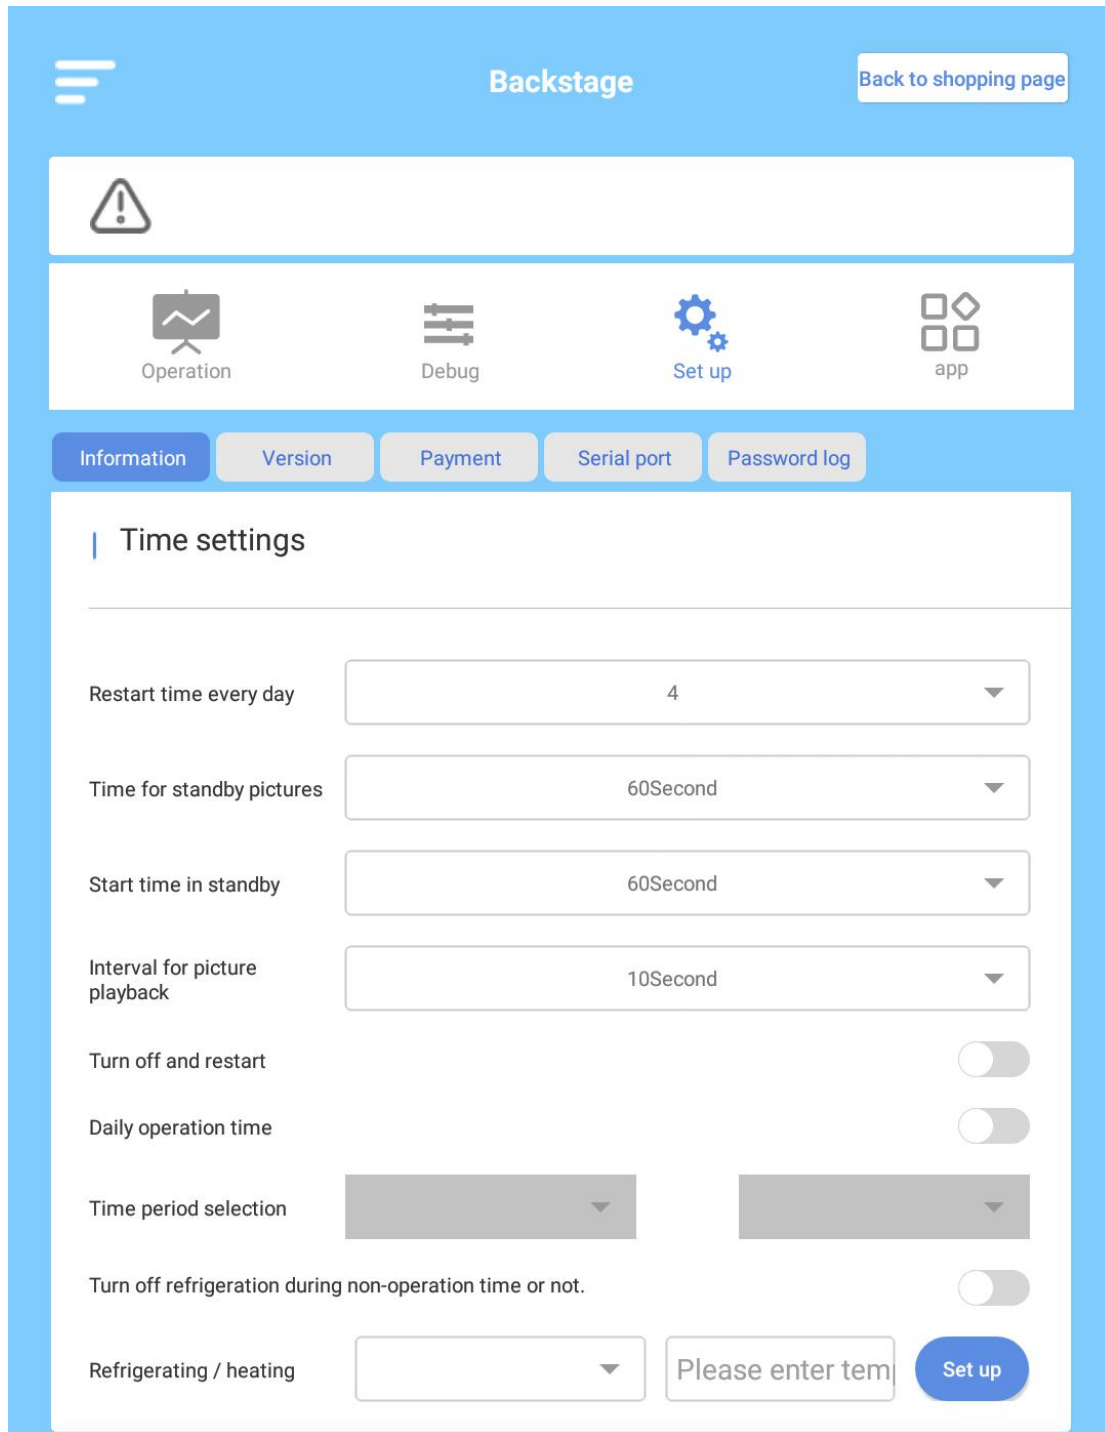 Backstage
Back to shopping page
Operation
Debug
Set up
app
Information
Version
Payment
Serial port
Password log
Time settings
Restart time every day
4
Time for standby pictures
60Second
Start time in standby
60Second
Interval for picture
playback
10Second
Turn off and restart
Daily operation time
Time period selection
Turn off refrigeration during non-operation time or not.
Refrigerating / heating
Please enter tem
Set up